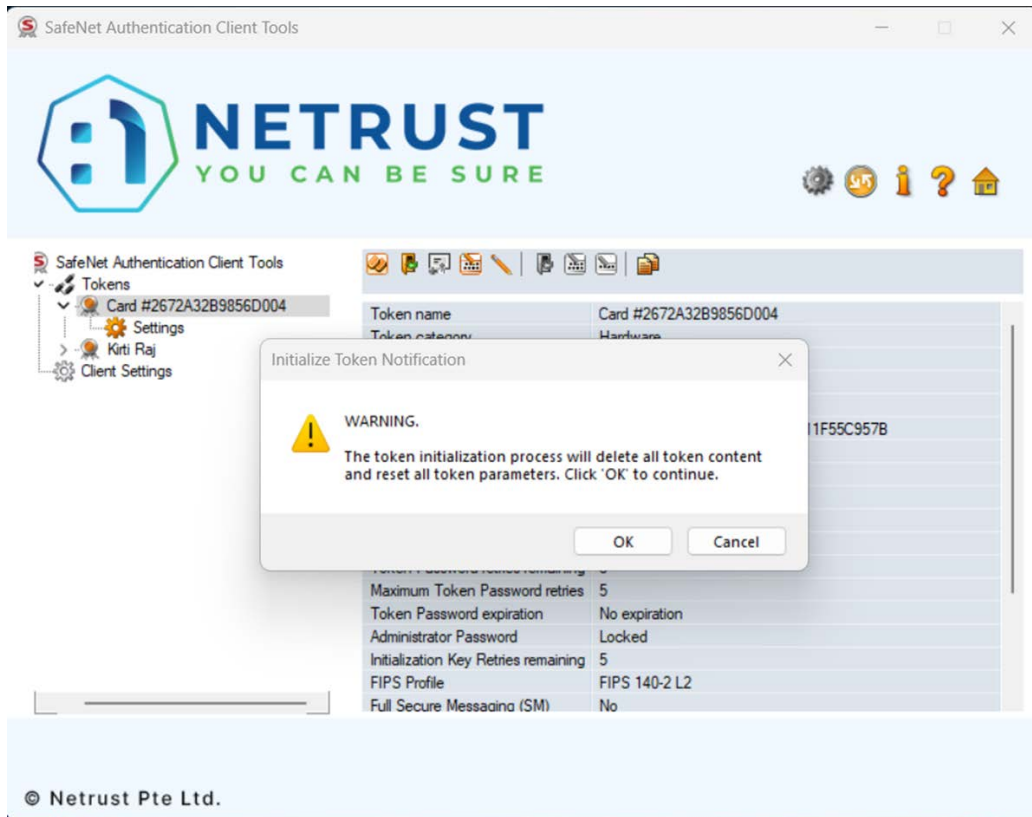 SafeNet Authentication Client Tools
NETRUST
YOU CAN BE SURE
SafeNet Authentication Client Tools
Tokens
Card #2672A32B9856D004
Settings
Kirti Raj
Client Settings
Token name Card #2672A32B9856D004
Token category Hardware
Initialize Token Notification
11F55C957B
WARNING.
The token initialization process will delete all token content
and reset all token parameters. Click 'OK' to continue.
OK Cancel
Maximum Token Password retries 5
Token Password expiration No expiration
Administrator Password Locked
Initialization Key Retries remaining 5
FIPS Profile FIPS 140-2 L2
Full Secure Messaging (SM) No
© Netrust Pte Ltd.